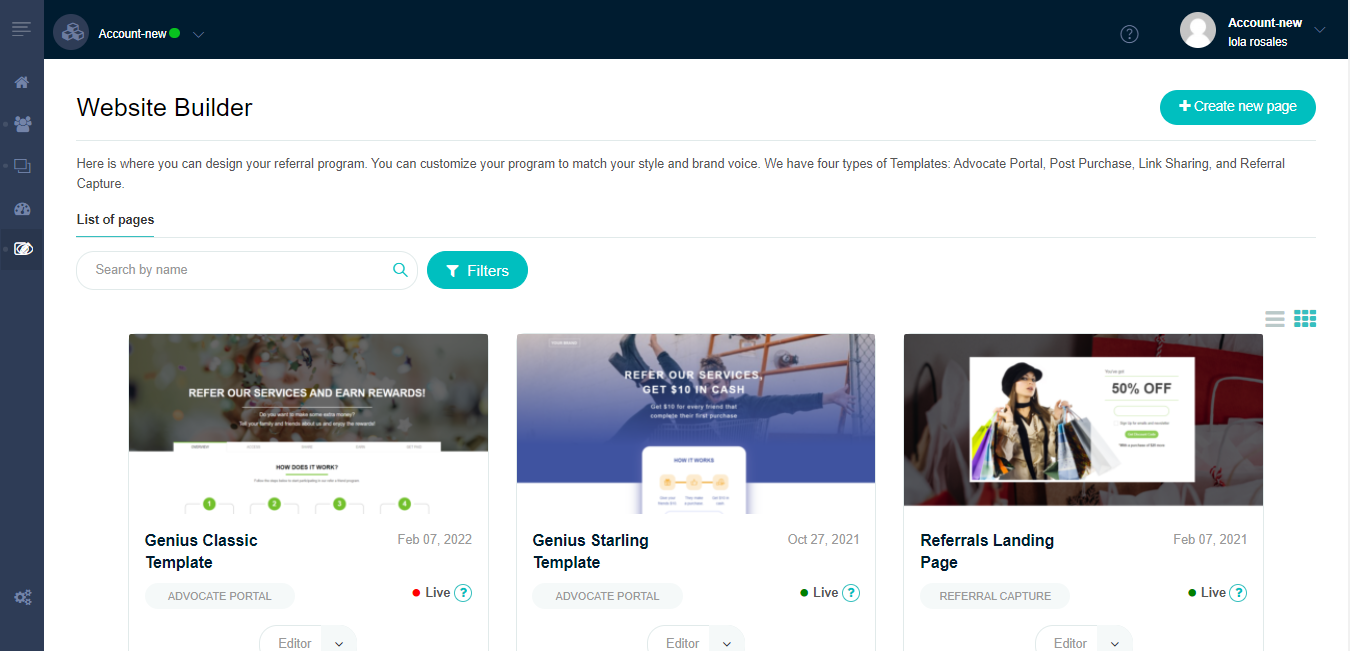 Account-new
Account-new
lola rosales
Website Builder
Create new page
Here is where you can design your referral program. You can customize your program to match your style and brand voice. We have four types of Templates: Advocate Portal, Post Purchase, Link Sharing, and Referral
Capture.
List of pages
Search by name
Filters
REFER OUR SERVICES AND EARN REWARDS!
Do you want to make some extra money?
Tell your family and friends about us and enjoy the rewards!
HOW DOES IT WORK?
1 2 3 4
Genius Classic
Template
Feb 07, 2022
ADVOCATE PORTAL
Live ?
Editor
REFER OUR SERVICES,
GET $10 IN CASH
Get $10 for every friend that
complete their first purchase
HOW IT WORKS
Genius Starling
Template
Oct 27, 2021
ADVOCATE PORTAL
Live ?
Editor
You've got
50% OFF
Referrals Landing
Page
Feb 07, 2021
REFERRAL CAPTURE
Live ?
Editor